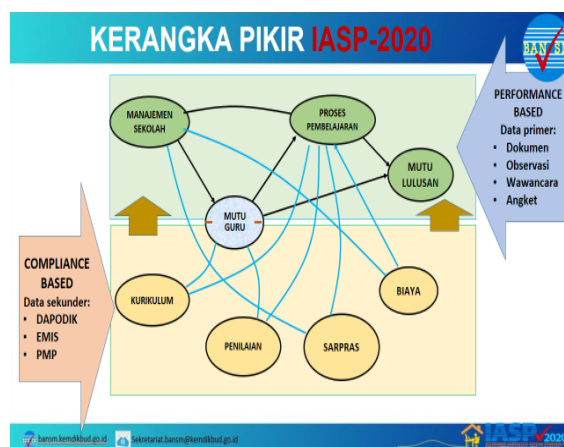 KERANGKA PIKIR IASP-2020
BAN S/M
MANAJEMEN
SEKOLAH
PROSES
PEMBELAJARAN
MUTU
LULUSAN
MUTU
GURU
PERFORMANCE
BASED
Data primer:
• Dokumen
• Observasi
• Wawancara
• Angket
COMPLIANCE
BASED
Data sekunder:
• DAPODIK
• EMIS
• PMP
KURIKULUM
PENILAIAN
SARPRAS
BIAYA
bansm.kemdikbud.go.id
Sekretariat.bansm@kemdikbud.go.id
IASP 2020